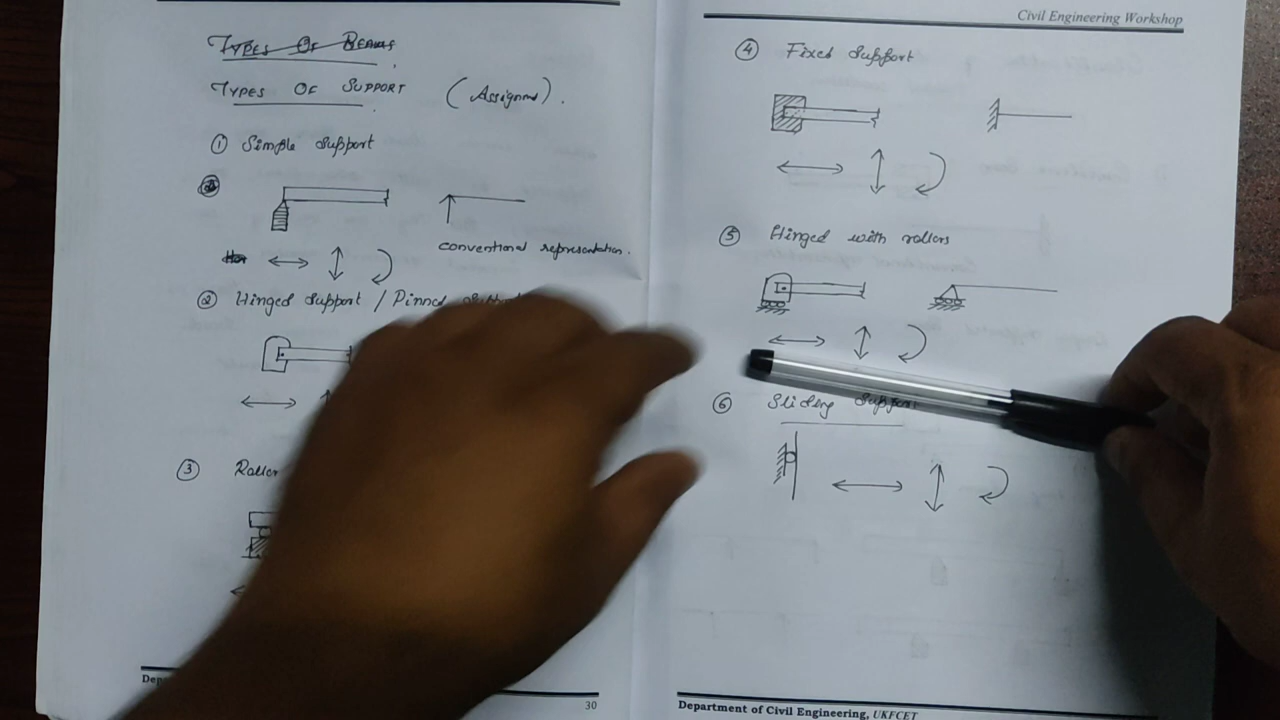 TYPES OF BEAMS
TYPES OF SUPPORT (Assignment).
① Simple Support
conventional representation.
② Hinged Support / Pinned
③ Roller
30
Civil Engineering Workshop
④ Fixed Support
⑤ Hinged with rollers
⑥ Sliding Support
Department of Civil Engineering, UKFCET